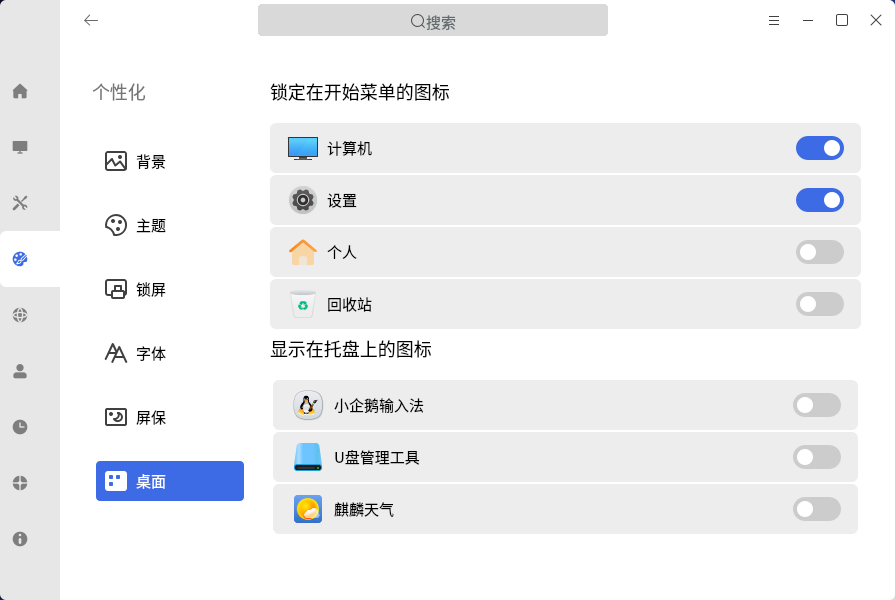 搜索
个性化
背景
主题
锁屏
字体
屏保
桌面
锁定在开始菜单的图标
计算机
设置
个人
回收站
显示在托盘上的图标
小企鹅输入法
U盘管理工具
麒麟天气